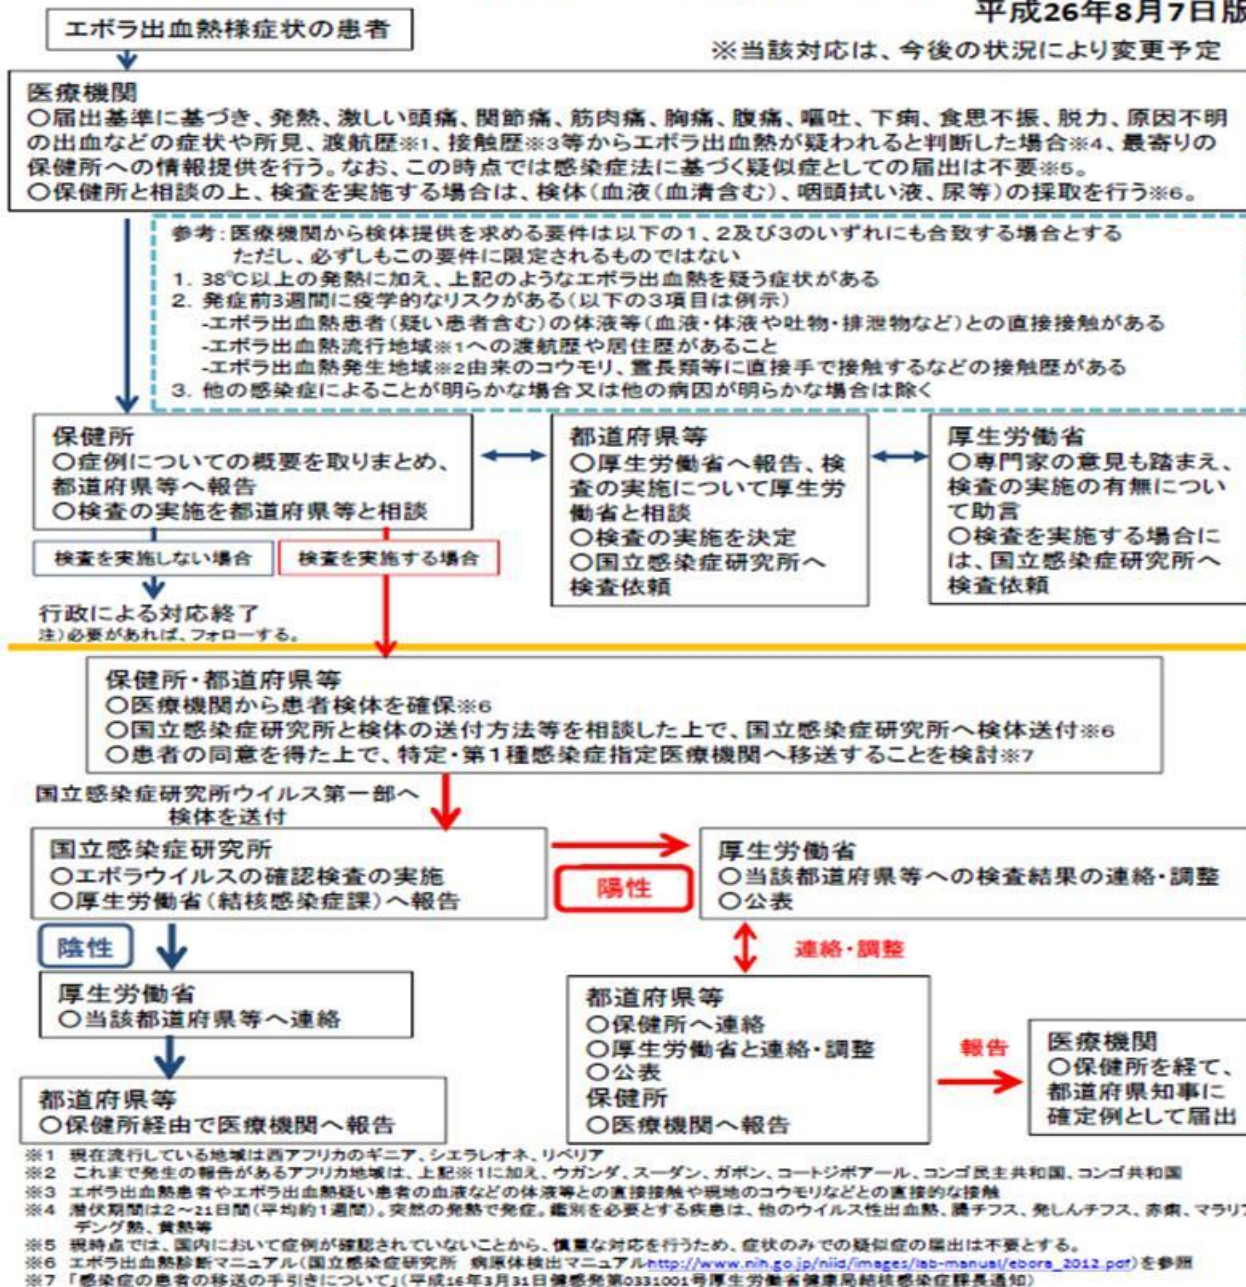 平成26年8月7日版
エボラ出血熱様症状の患者
※当該対応は、今後の状況により変更予定
医療機関
○届出基準に基づき、発熱、激しい頭痛、関節痛、筋肉痛、胸痛、腹痛、嘔吐、下痢、食思不振、脱力、原因不明
の出血などの症状や所見、渡航歴※1、接触歴※3等からエボラ出血熱が疑われると判断した場合※4、最寄りの
保健所への情報提供を行う。なお、この時点では感染症法に基づく疑似症としての届出は不要※5。
○保健所と相談の上、検査を実施する場合は、検体(血液(血清含む)、咽頭拭い液、尿等)の採取を行う※6。
参考:医療機関から検体提供を求める要件は以下の1、2及び3のいずれにも合致する場合とする
ただし、必ずしもこの要件に限定されるものではない
1. 38℃以上の発熱に加え、上記のようなエボラ出血熱を疑う症状がある
2. 発症前3週間に疫学的なリスクがある(以下の3項目は例示)
-エボラ出血熱患者(疑い患者含む)の体液等(血液・体液や吐物・排泄物など)との直接接触がある
-エボラ出血熱流行地域※1への渡航歴や居住歴があること
-エボラ出血熱発生地域※2由来のコウモリ、霊長類等に直接手で接触するなどの接触歴がある
3. 他の感染症によることが明らかな場合又は他の病因が明らかな場合は除く
保健所
○症例についての概要を取りまとめ、
都道府県等へ報告
○検査の実施を都道府県等と相談
都道府県等
○厚生労働省へ報告、検
査の実施について厚生労
働省と相談
○検査の実施を決定
○国立感染症研究所へ
検査依頼
厚生労働省
○専門家の意見も踏まえ、
検査の実施の有無につい
て助言
○検査を実施する場合に
は、国立感染症研究所へ
検査依頼
検査を実施しない場合
検査を実施する場合
行政による対応終了
注)必要があれば、フォローする。
保健所・都道府県等
○医療機関から患者検体を確保※6
○国立感染症研究所と検体の送付方法等を相談した上で、国立感染症研究所へ検体送付※6
○患者の同意を得た上で、特定・第1種感染症指定医療機関へ移送することを検討※7
国立感染症研究所ウイルス第一部へ
検体を送付
国立感染症研究所
○エボラウイルスの確認検査の実施
○厚生労働省(結核感染症課)へ報告
陽性
厚生労働省
○当該都道府県等への検査結果の連絡・調整
○公表
陰性
連絡・調整
厚生労働省
○当該都道府県等へ連絡
都道府県等
○保健所へ連絡
○厚生労働省と連絡・調整
○公表
保健所
○医療機関へ報告
報告
医療機関
○保健所を経て、
都道府県知事に
確定例として届出
都道府県等
○保健所経由で医療機関へ報告
※1 現在流行している地域は西アフリカのギニア、シエラレオネ、リベリア
※2 これまで発生の報告があるアフリカ地域は、上記※1に加え、ウガンダ、スーダン、ガボン、コートジボアール、コンゴ民主共和国、コンゴ共和国
※3 エボラ出血熱患者やエボラ出血熱疑い患者の血液などの体液等との直接接触や現地のコウモリなどとの直接的な接触
※4 潜伏期間は2～21日間(平均約1週間)。突然の発熱で発症。鑑別を必要とする疾患は、他のウイルス性出血熱、腸チフス、発しんチフス、赤痢、マラリア
デング熱、黄熱等
※5 現時点では、国内において症例が確認されていないことから、慎重な対応を行うため、症状のみでの疑似症の届出は不要とする。
※6 エボラ出血熱診断マニュアル(国立感染症研究所 病原体検出マニュアルhttp://www.nih.go.jp/niid/images/lab-manual/ebora_2012.pdf)を参照
※7 「感染症の患者の移送の手引きについて」(平成16年3月31日健感発第0331001号厚生労働省健康局結核感染症課長通知)